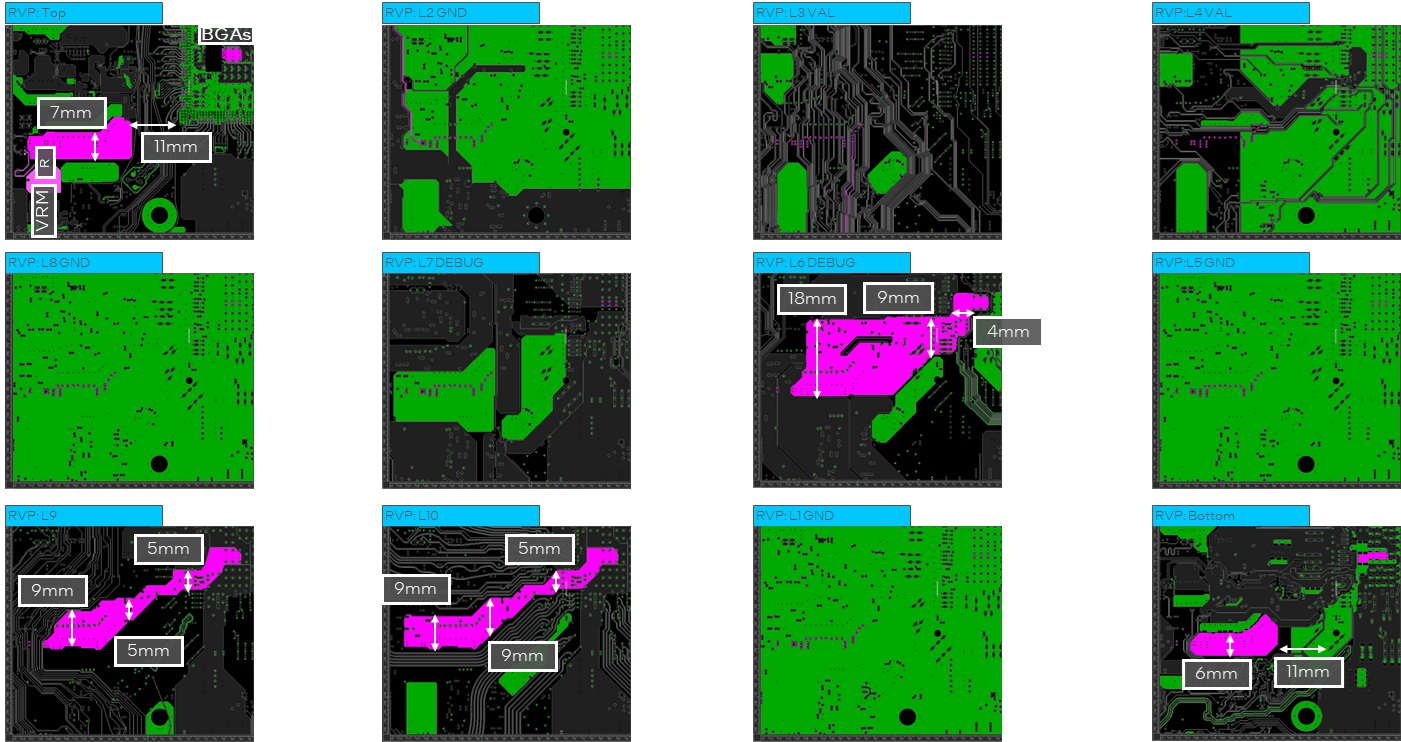 RVP: Top
BGAs
7mm
11mm
R
VRM
RVP: L2 GND
RVP: L3 VAL
RVP: L4 VAL
RVP: L8 GND
RVP: L7 DEBUG
RVP: L6 DEBUG
18mm
9mm
4mm
RVP: L5 GND
RVP: L9
5mm
9mm
5mm
RVP: L10
5mm
9mm
9mm
RVP: L1 GND
RVP: Bottom
6mm
11mm